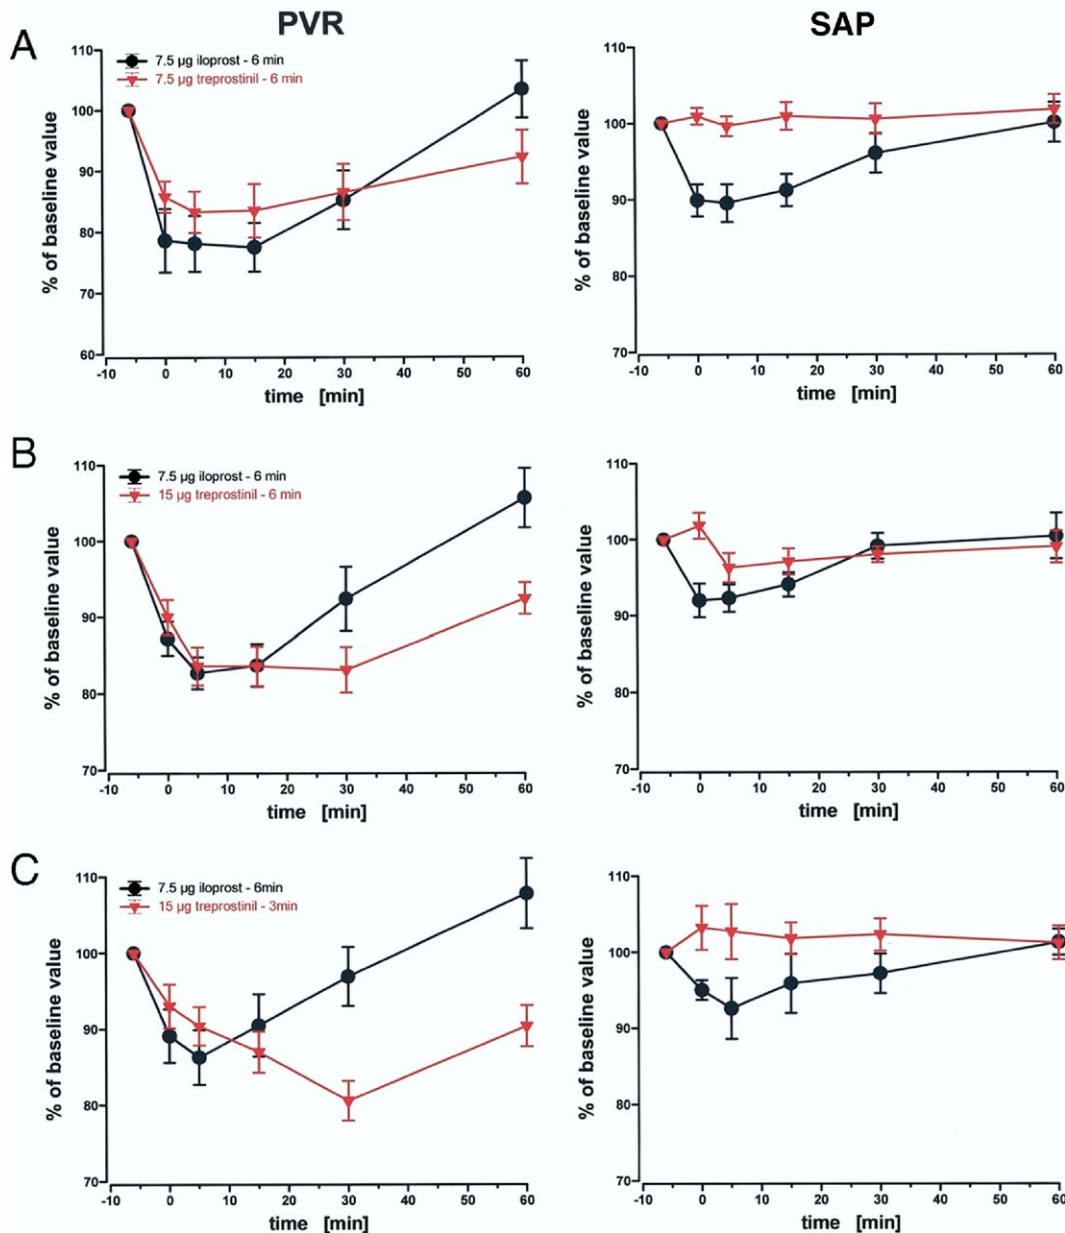 PVR
SAP
A
7.5 µg iloprost - 6 min
7.5 µg treprostinil - 6 min
% of baseline value
110
100
90
80
70
60
-10 0 10 20 30 40 50 60
time [min]
% of baseline value
110
100
90
80
70
-10 0 10 20 30 40 50 60
time [min]
B
7.5 µg iloprost - 6 min
15 µg treprostinil - 6 min
% of baseline value
110
100
90
80
70
-10 0 10 20 30 40 50 60
time [min]
% of baseline value
110
100
90
80
70
-10 0 10 20 30 40 50 60
time [min]
C
7.5 µg iloprost - 6min
15 µg treprostinil - 3min
% of baseline value
110
100
90
80
70
-10 0 10 20 30 40 50 60
time [min]
% of baseline value
110
100
90
80
70
-10 0 10 20 30 40 50 60
time [min]